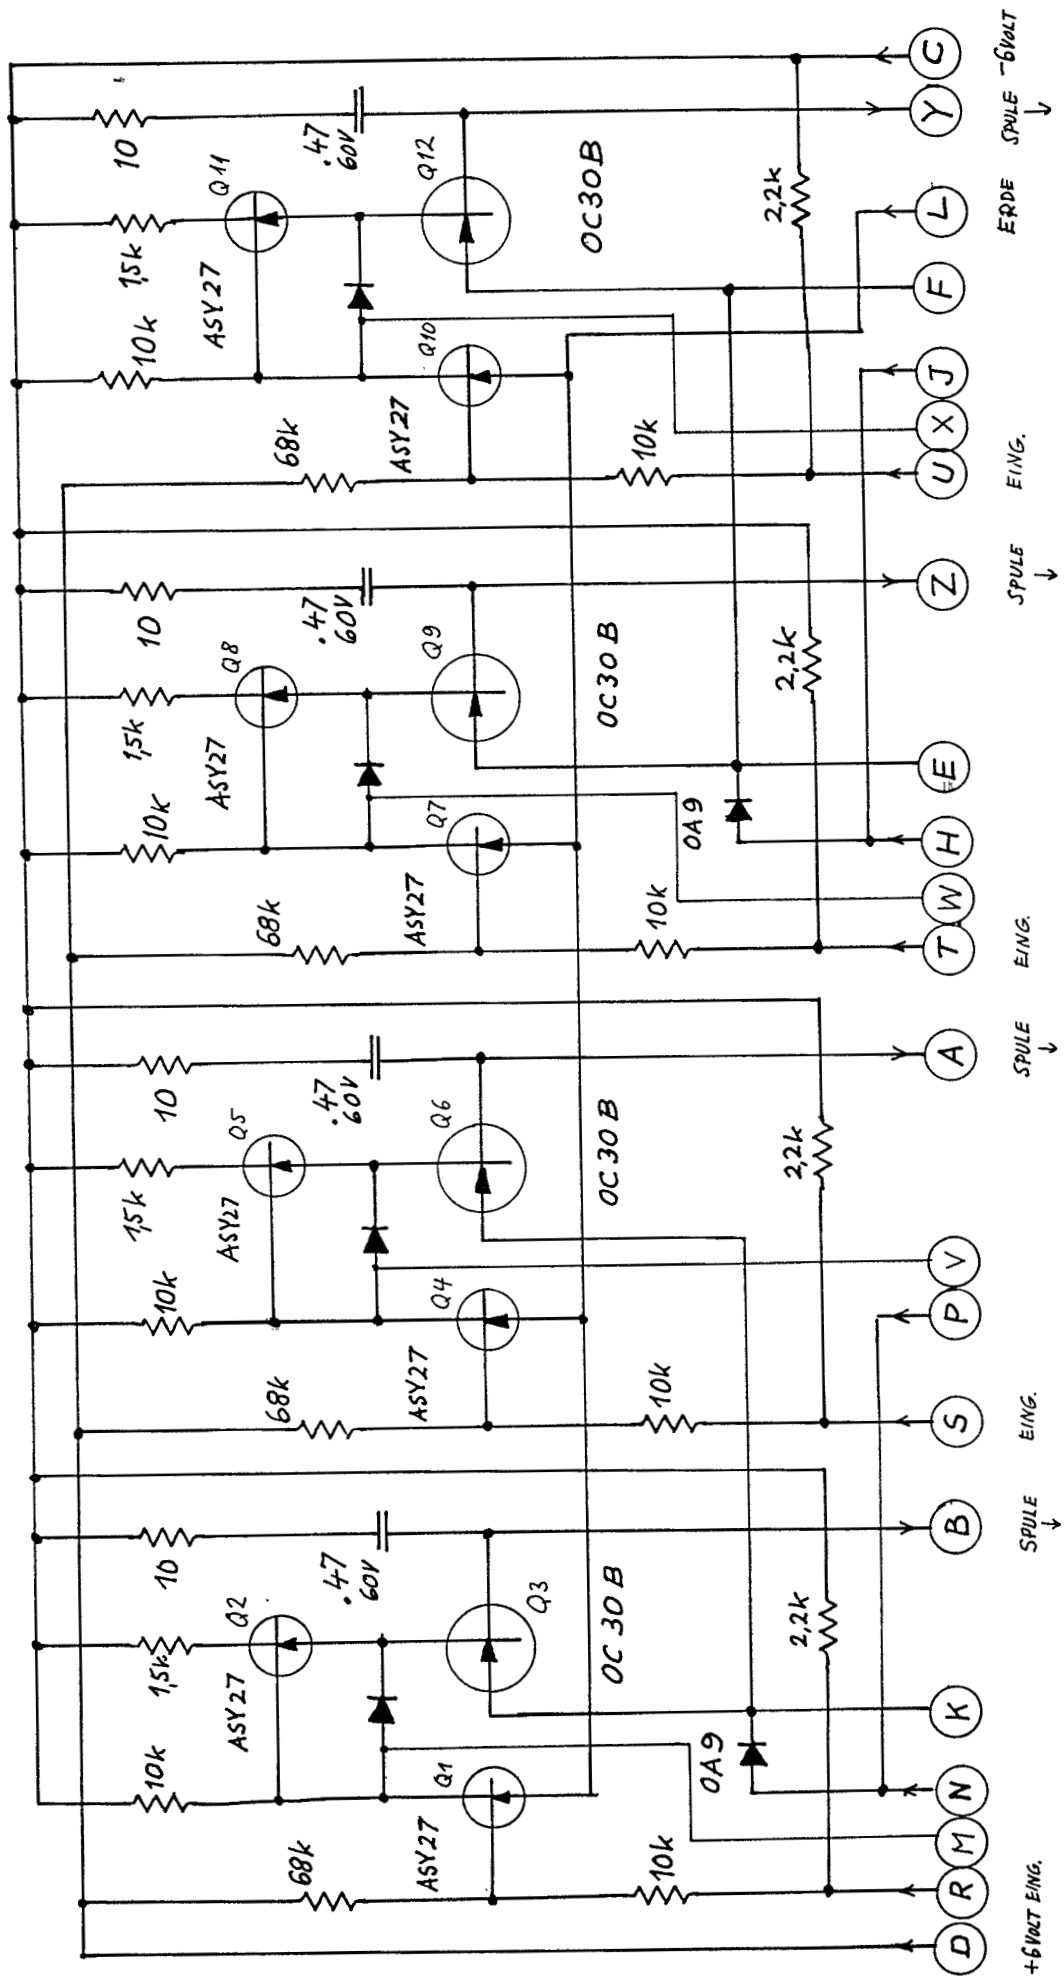 10k 1,5k 10 10k 1,5k 10 10k 1,5k 10 10k 1,5k 10
ASY27 Q2 ASY27 Q5 ASY27 Q8 ASY27 Q11
68k .47 68k .47 68k .47 68k .47
60V 60V 60V 60V
ASY27 Q1 ASY27 Q4 Q6 ASY27 Q7 Q9 ASY27 Q10 Q12
Q3
OC30B OC30B OC30B OC30B
10k 10k 10k 10k
OA9 OA9
2,2k 2,2k 2,2k 2,2k
D R M N K B S P V A T W H E Z U X J F L Y C
+6VOLT EING. SPULE EING. SPULE EING. SPULE EING. ERDE SPULE -6VOLT
↓ ↓ ↓ ↓